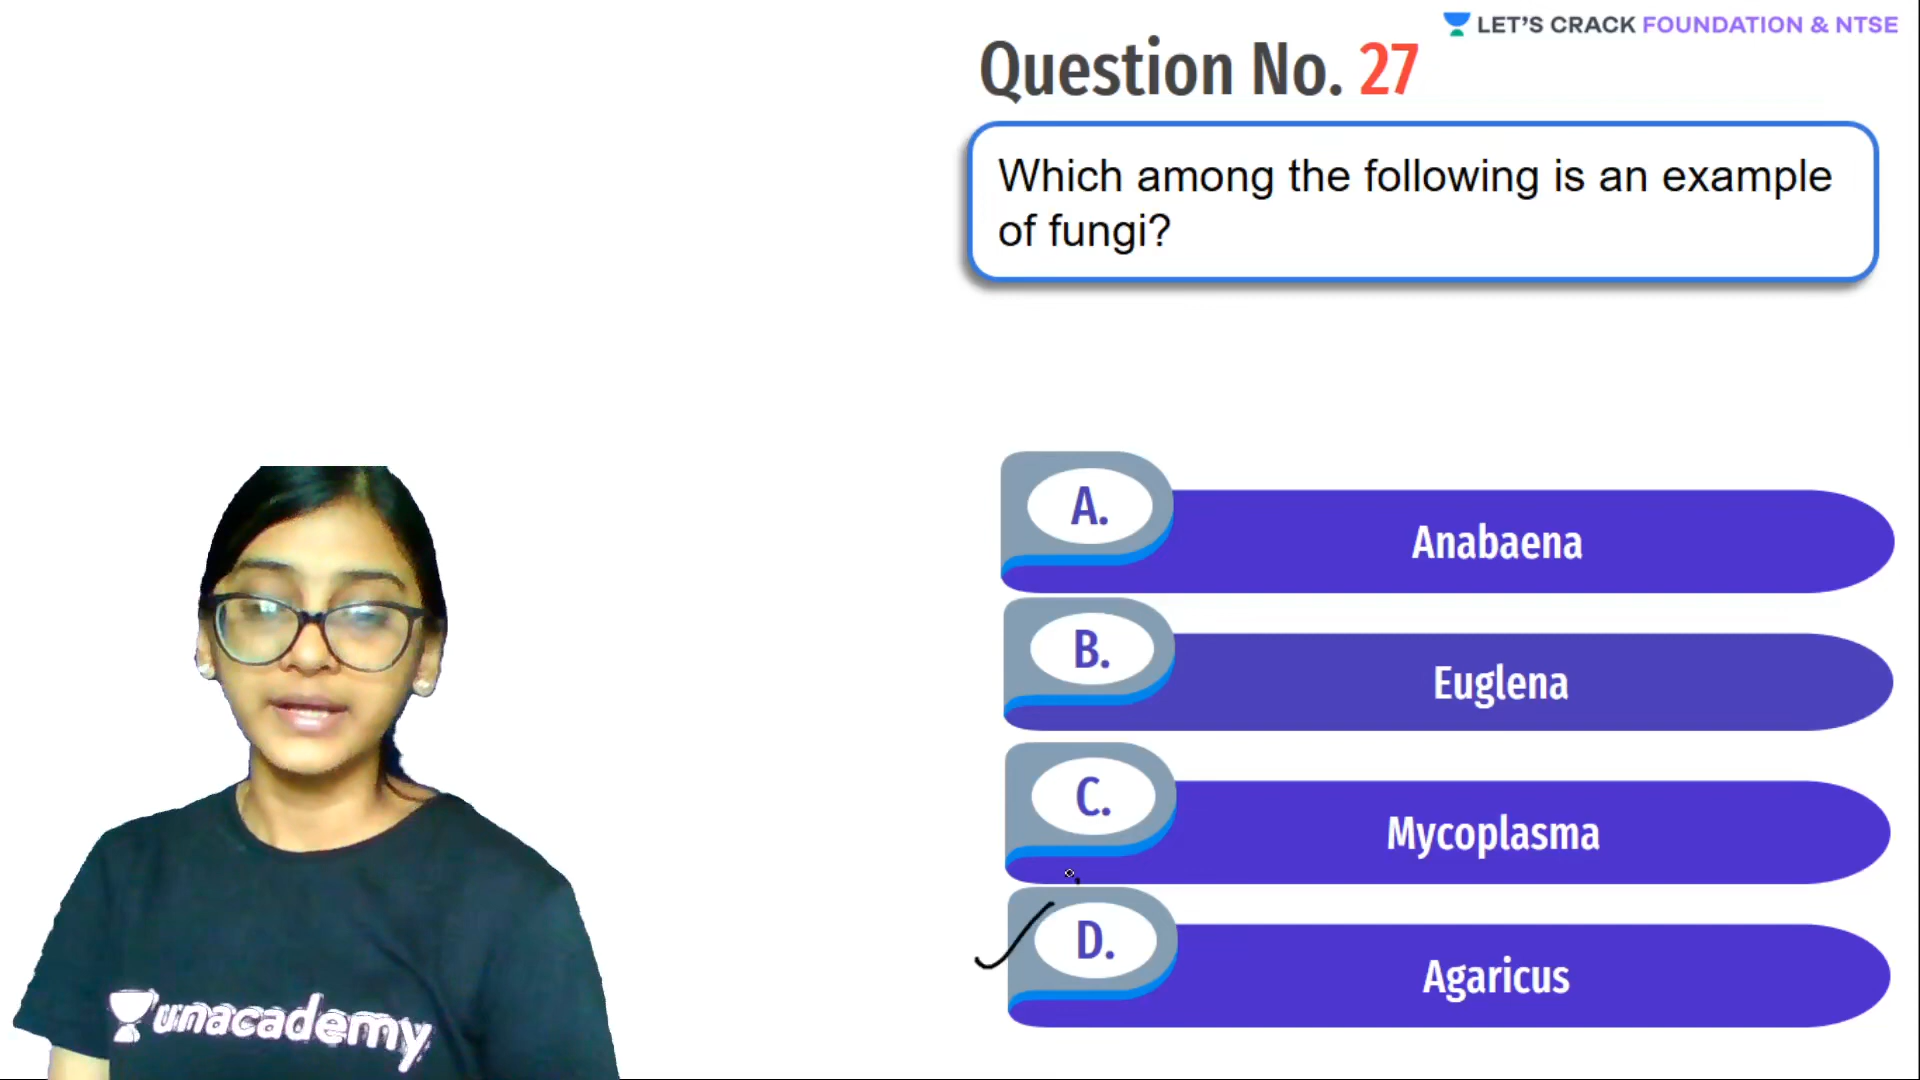 LET'S CRACK FOUNDATION & NTSE
Question No. 27
Which among the following is an example
of fungi?
A.
Anabaena
B.
Euglena
C.
Mycoplasma
D.
Agaricus
unacademy